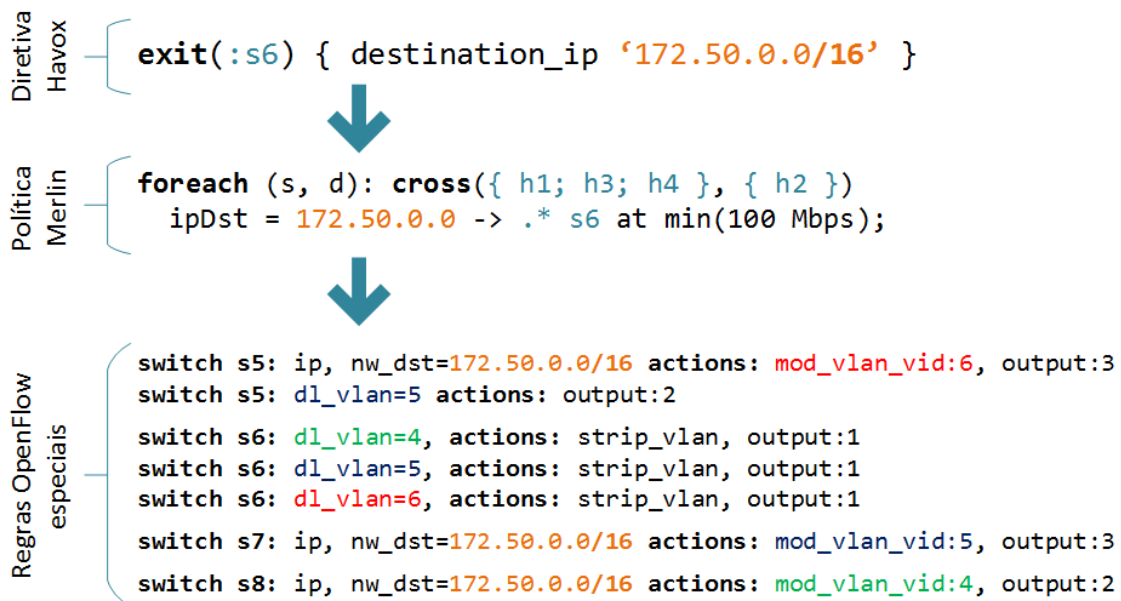 Diretiva
Havox
exit(:s6) { destination_ip ‘172.50.0.0/16’ }
Política
Merlin
foreach (s, d): cross({ h1; h3; h4 }, { h2 })
ipDst = 172.50.0.0 -> .* s6 at min(100 Mbps);
Regras OpenFlow
especiais
switch s5: ip, nw_dst=172.50.0.0/16 actions: mod_vlan_vid:6, output:3
switch s5: dl_vlan=5 actions: output:2
switch s6: dl_vlan=4, actions: strip_vlan, output:1
switch s6: dl_vlan=5, actions: strip_vlan, output:1
switch s6: dl_vlan=6, actions: strip_vlan, output:1
switch s7: ip, nw_dst=172.50.0.0/16 actions: mod_vlan_vid:5, output:3
switch s8: ip, nw_dst=172.50.0.0/16 actions: mod_vlan_vid:4, output:2